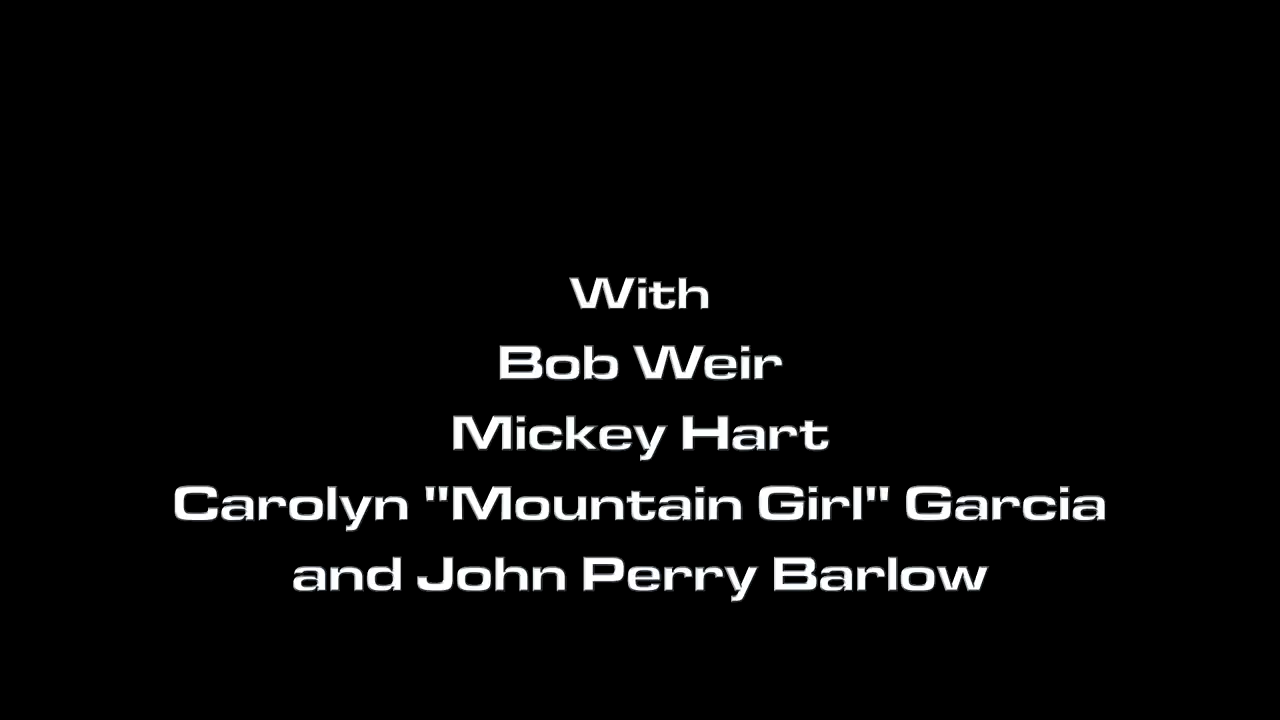 With
Bob Weir
Mickey Hart
Carolyn "Mountain Girl" Garcia
and John Perry Barlow